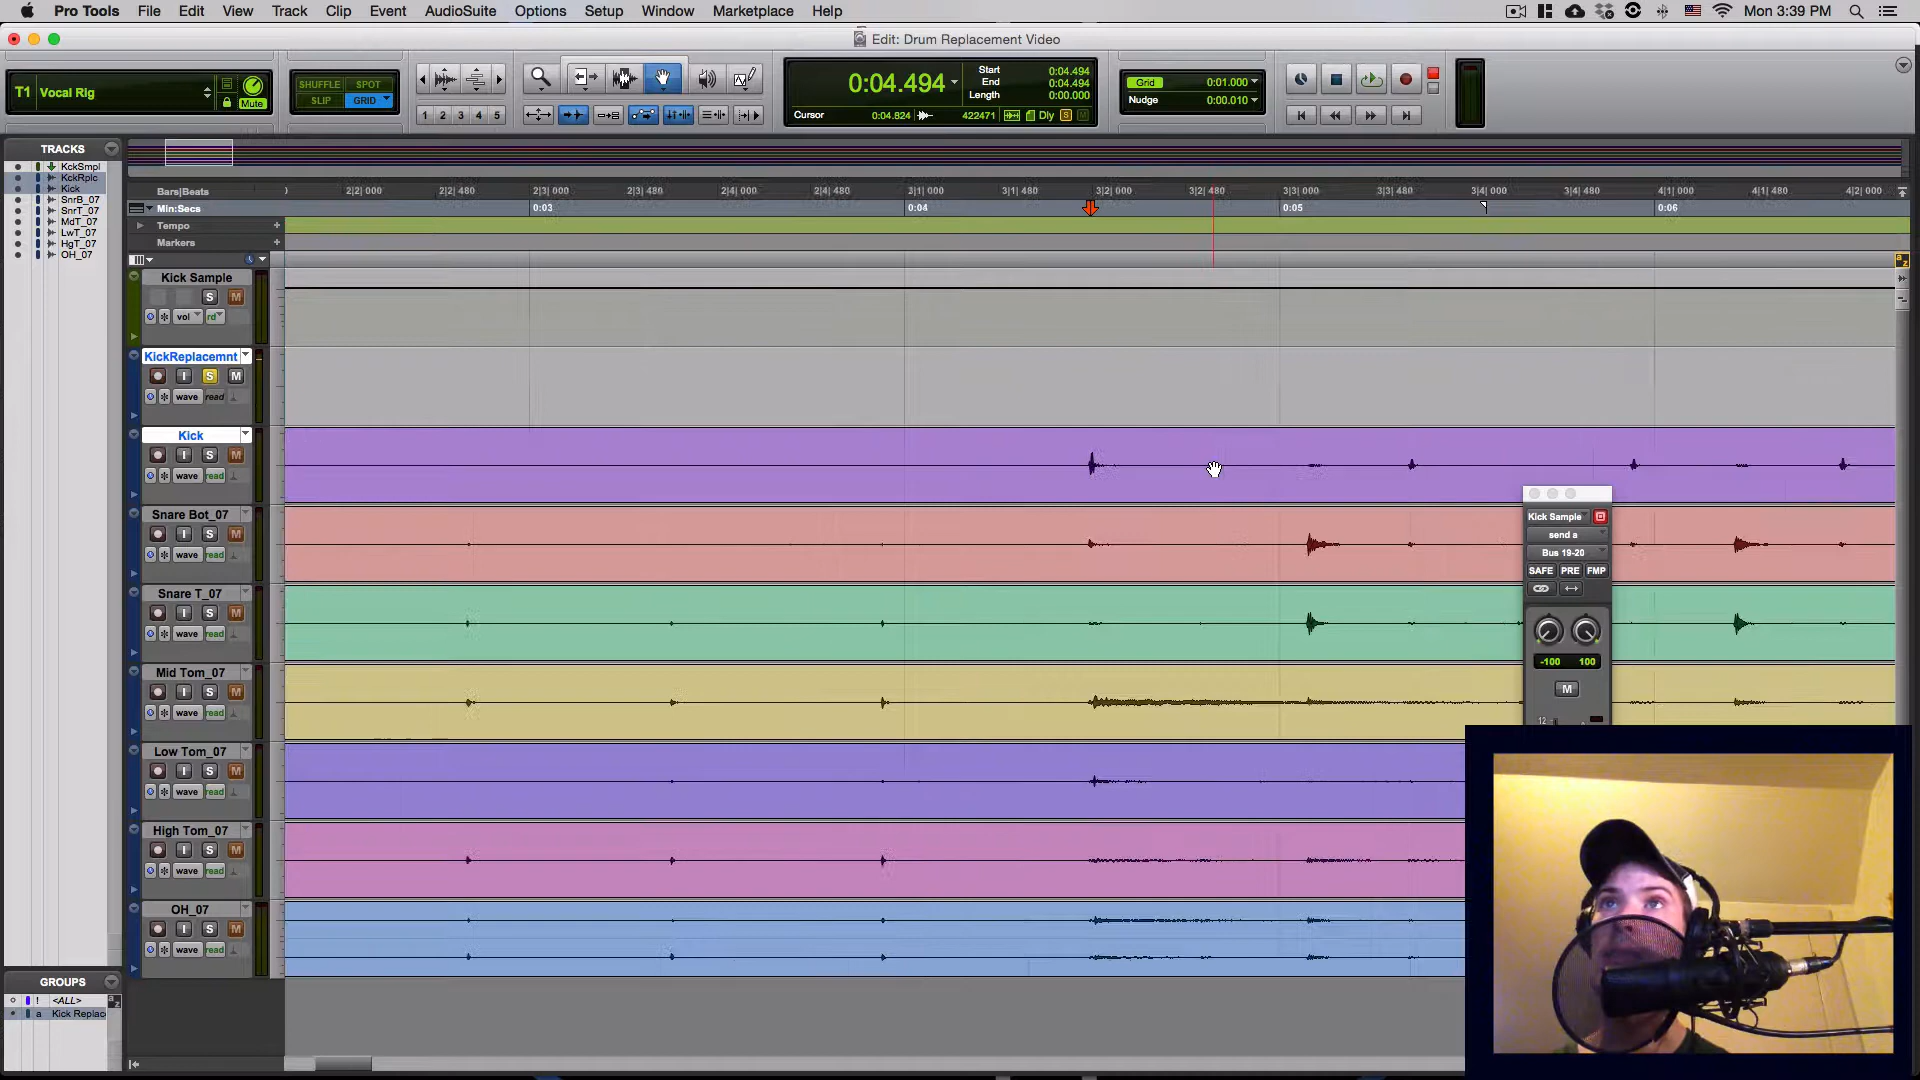 Pro Tools File Edit View Track Clip Event AudioSuite Options Setup Window Marketplace Help Mon 3:39 PM
Edit: Drum Replacement Video
T1 Vocal Rig Mute
SHUFFLE SPOT
SLIP GRID
1 2 3 4 5
0:04.494
Start 0:04.494
End 0:04.494
Length 0:00.000
Cursor 0:04.824 422471 Dly S M
Grid 0:01.000
Nudge 0:00.010
TRACKS
KckSmpl
KckRplc
Kick
SnrB_07
SnrT_07
MdT_07
LwT_07
HgT_07
OH_07
Bars|Beats 2|2| 000 2|2| 480 2|3| 000 2|3| 480 2|4| 000 2|4| 480 3|1| 000 3|1| 480 3|2| 000 3|2| 480 3|3| 000 3|3| 480 3|4| 000 3|4| 480 4|1| 000 4|1| 480 4|2| 000
Min:Secs 0:03 0:04 0:05 0:06
Tempo
Markers
Kick Sample
S M
vol rd
KickReplacemnt
I S M
wave read
Kick
I S M
wave read
Snare Bot_07
I S M
wave read
Snare T_07
I S M
wave read
Mid Tom_07
I S M
wave read
Low Tom_07
I S M
wave read
High Tom_07
I S M
wave read
OH_07
I S M
wave read
Kick Sample
send a
Bus 19-20
SAFE PRE FMP
-100 100
M
12
GROUPS
! <ALL>
a Kick Replac